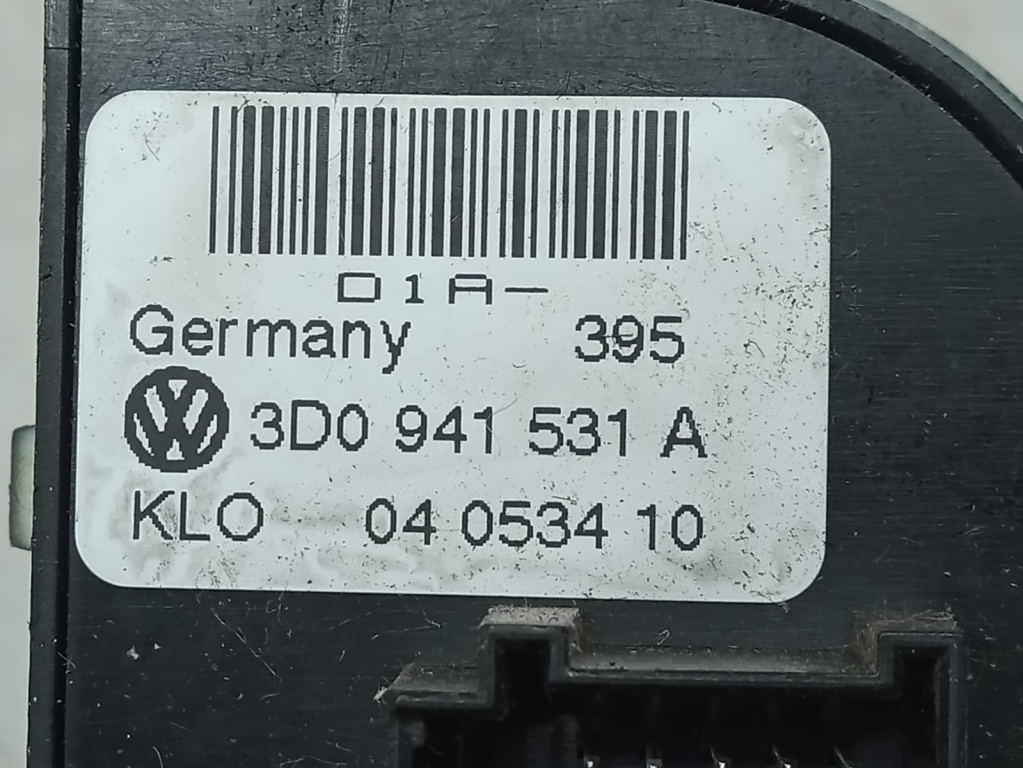 D1A-
Germany 395
3D0 941 531 A
KLO 04 0534 10